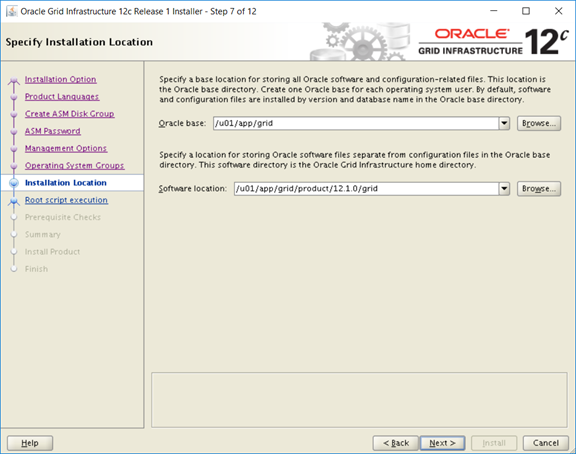 Oracle Grid Infrastructure 12c Release 1 Installer - Step 7 of 12
Specify Installation Location
ORACLE
GRID INFRASTRUCTURE 12c
Installation Option
Product Languages
Create ASM Disk Group
ASM Password
Management Options
Operating System Groups
Installation Location
Root script execution
Prerequisite Checks
Summary
Install Product
Finish
Specify a base location for storing all Oracle software and configuration-related files. This location is
the Oracle base directory. Create one Oracle base for each operating system user. By default, software
and configuration files are installed by version and database name in the Oracle base directory.
Oracle base: /u01/app/grid Browse...
Specify a location for storing Oracle software files separate from configuration files in the Oracle base
directory. This software directory is the Oracle Grid Infrastructure home directory.
Software location: /u01/app/grid/product/12.1.0/grid Browse...
Help < Back Next > Install Cancel